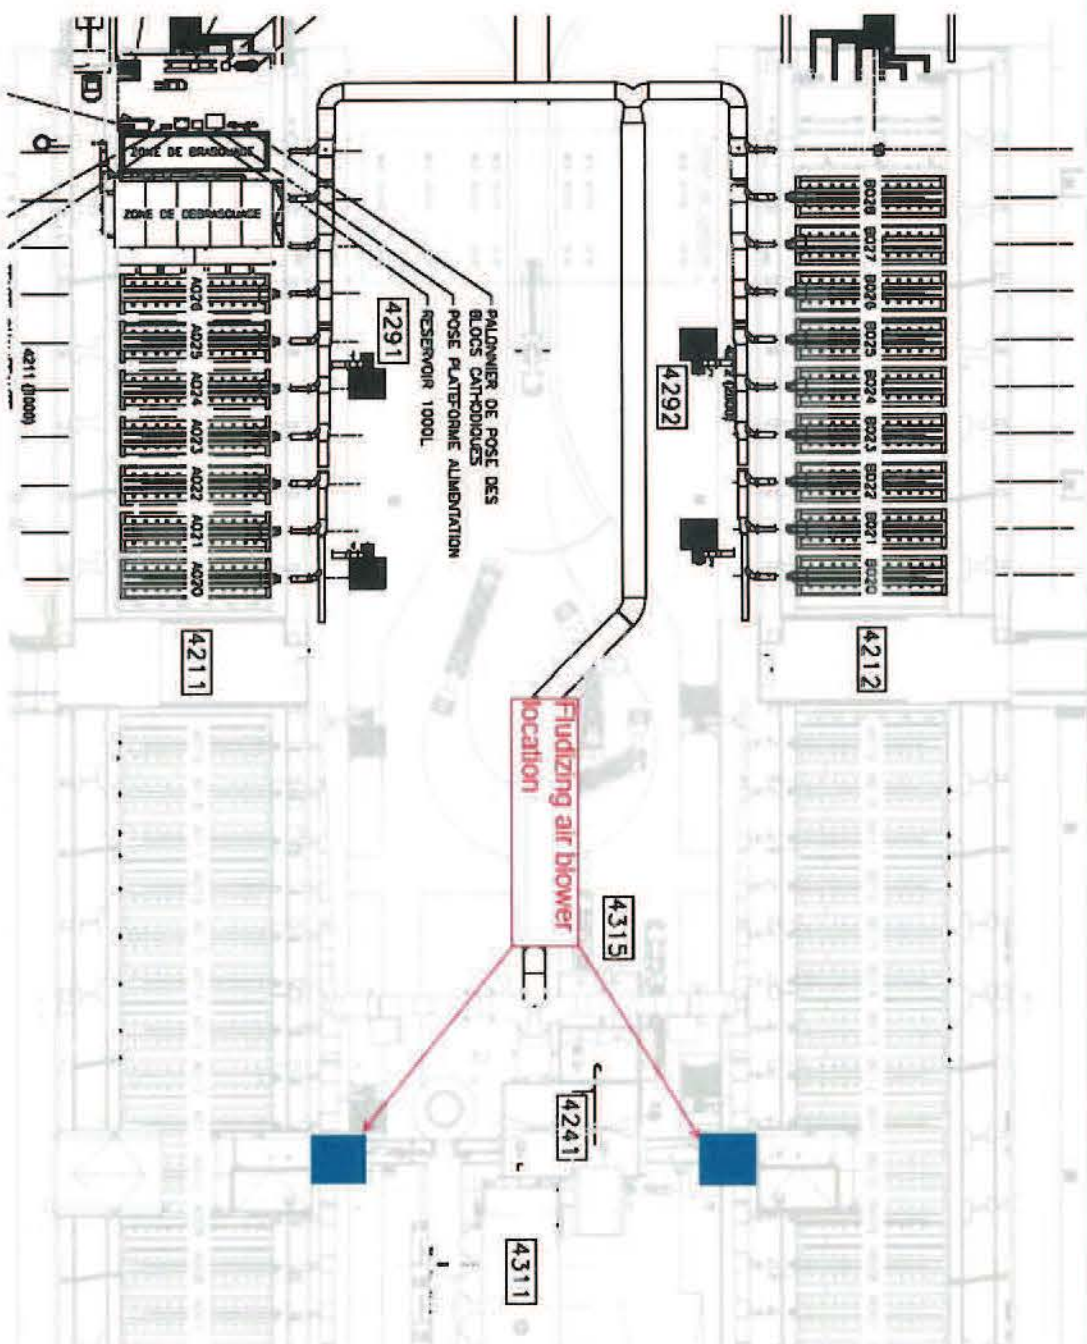 ZONE DE BRASQUAGE
ZONE DE DEBRASQUAGE
A026
A025
A024
A023
A022
A021
A020
4211
4211 (31000)
4291
PALONNIER DE POSE DES
BLOCS CATHODIQUES
POSE PLATEFORME ALIMENTATION
RESERVOIR 1000L
4292
B028
B027
B026
B025
B024
B023
B022
B021
B020
4212
Fludizing air blower
location
4315
4241
4311